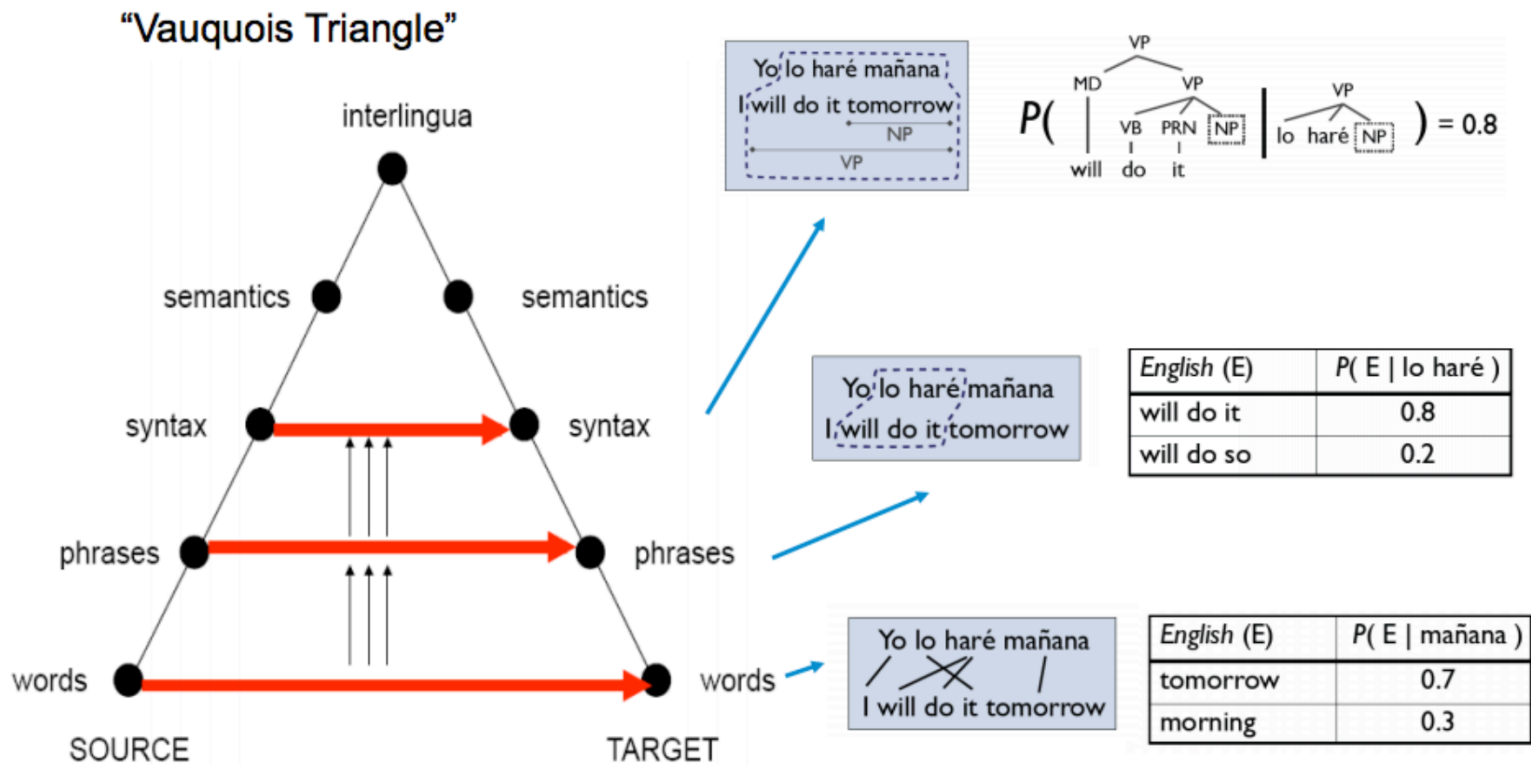 “Vauquois Triangle”
interlingua
semantics
semantics
syntax
syntax
phrases
phrases
words
words
SOURCE
TARGET
Yo lo haré mañana
I will do it tomorrow
NP
VP
VP
MD VP
VB PRN NP
will do it
P( | ) = 0.8
VP
lo haré NP
Yo lo haré mañana
I will do it tomorrow
English (E) P( E | lo haré )
will do it 0.8
will do so 0.2
Yo lo haré mañana
I will do it tomorrow
English (E) P( E | mañana )
tomorrow 0.7
morning 0.3